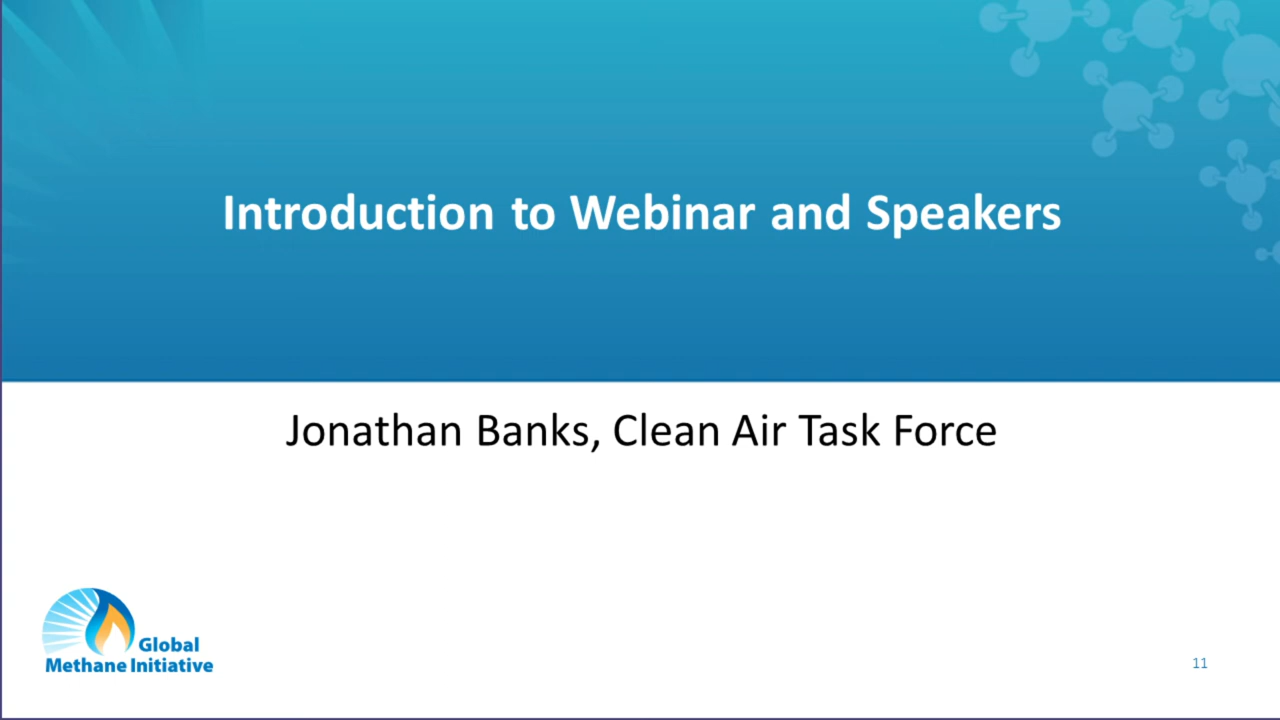 Introduction to Webinar and Speakers
Jonathan Banks, Clean Air Task Force
Global
Methane Initiative
11